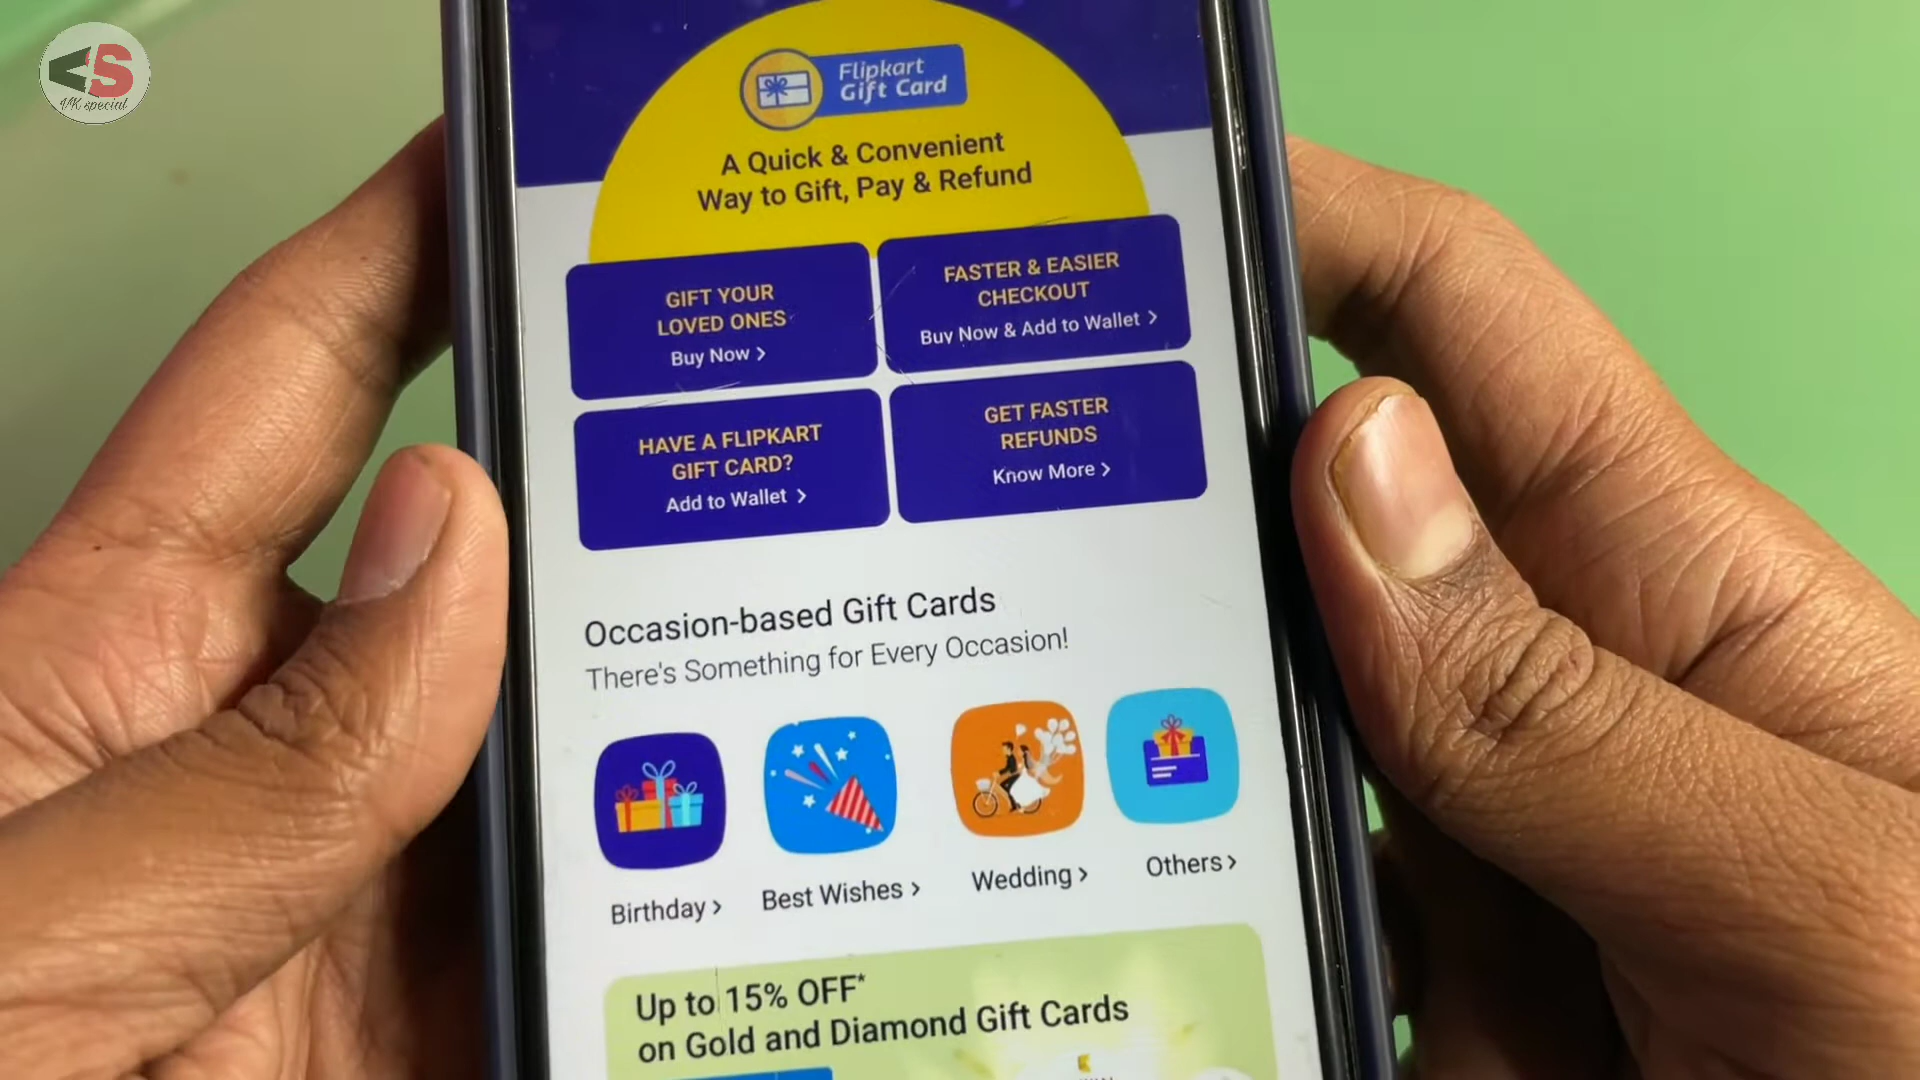 S
VK special
Flipkart
Gift Card
A Quick & Convenient
Way to Gift, Pay & Refund
GIFT YOUR
LOVED ONES
Buy Now >
FASTER & EASIER
CHECKOUT
Buy Now & Add to Wallet >
HAVE A FLIPKART
GIFT CARD?
Add to Wallet >
GET FASTER
REFUNDS
Know More >
Occasion-based Gift Cards
There's Something for Every Occasion!
Birthday >
Best Wishes >
Wedding >
Others >
Up to 15% OFF*
on Gold and Diamond Gift Cards